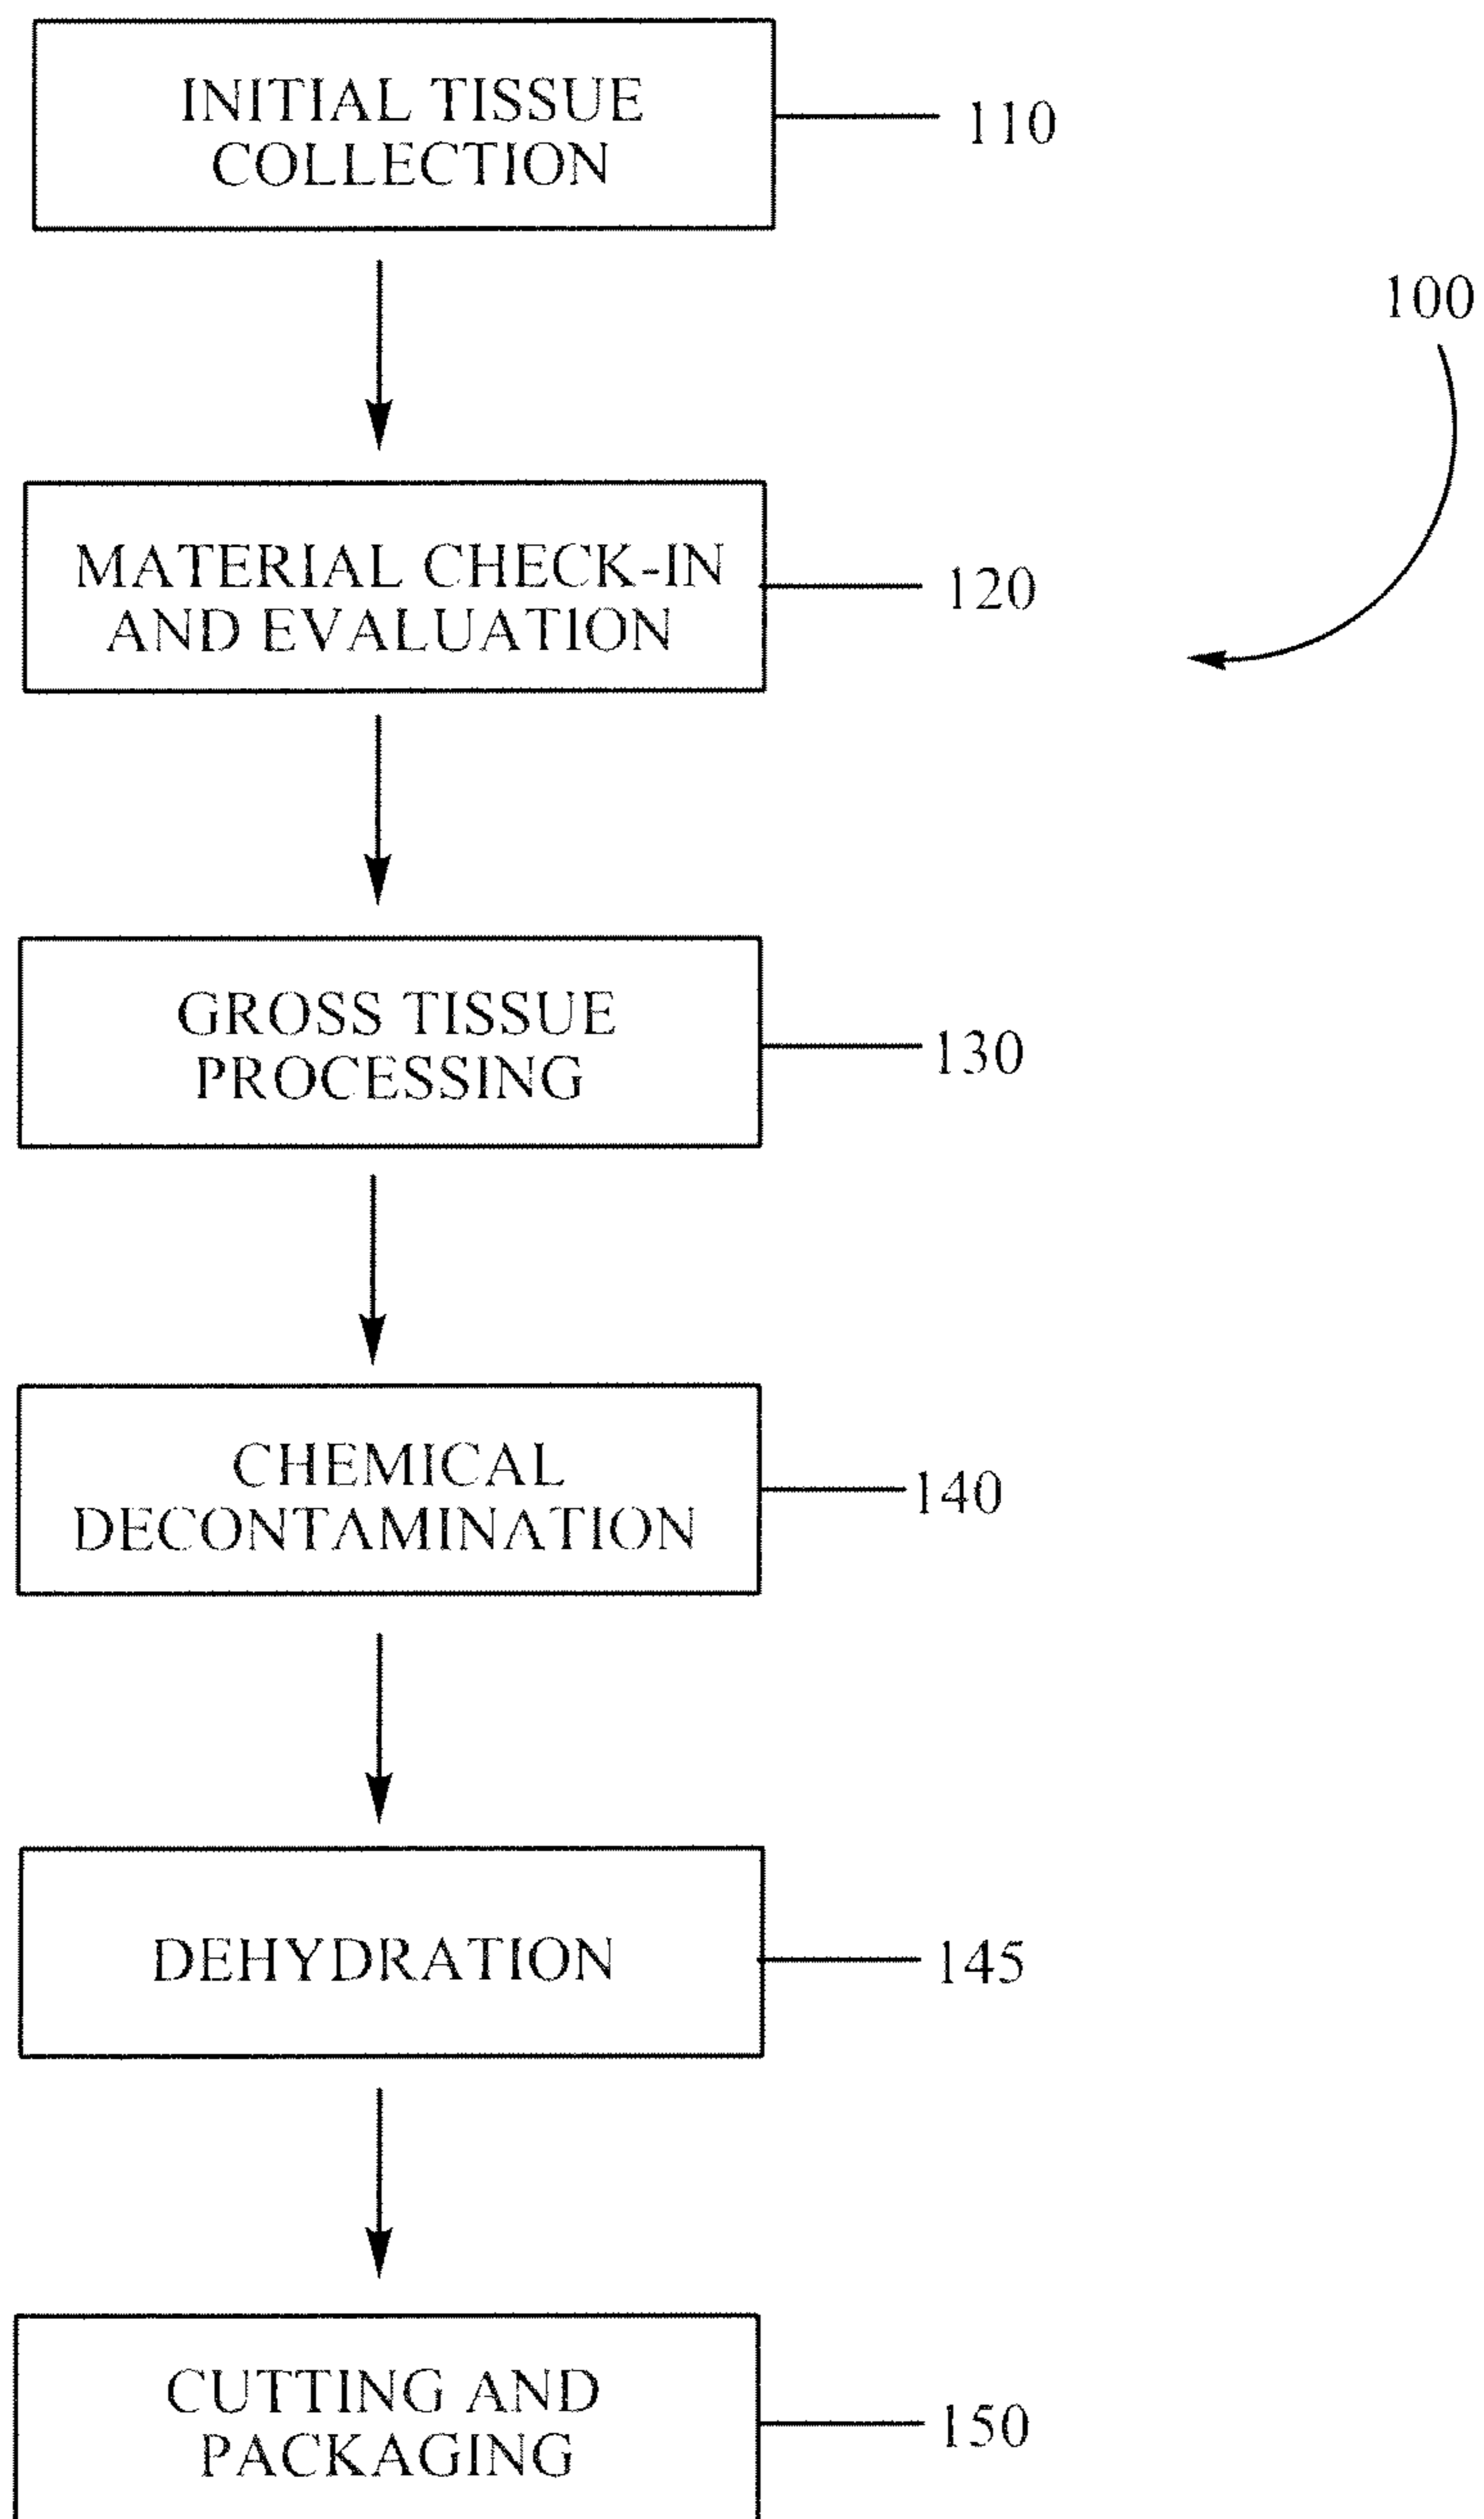 INITIAL TISSUE
COLLECTION
110
100
MATERIAL CHECK-IN
AND EVALUATION
120
GROSS TISSUE
PROCESSING
130
CHEMICAL
DECONTAMINATION
140
DEHYDRATION
145
CUTTING AND
PACKAGING
150